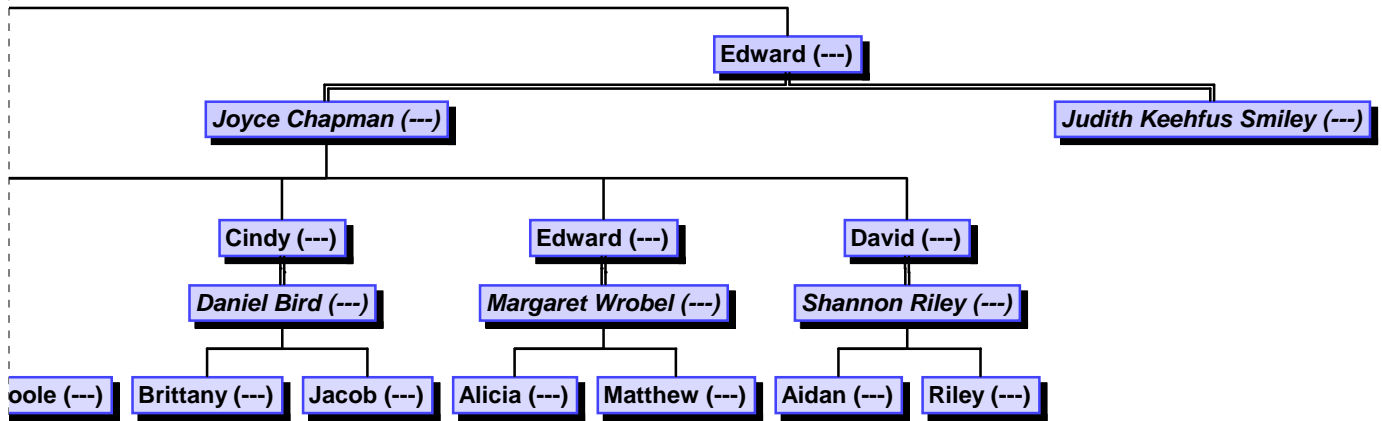 Edward (---)
Joyce Chapman (---) Judith Keehfus Smiley (---)
Cindy (---) Edward (---) David (---)
Daniel Bird (---) Margaret Wrobel (---) Shannon Riley (---)
oole (---) Brittany (---) Jacob (---) Alicia (---) Matthew (---) Aidan (---) Riley (---)